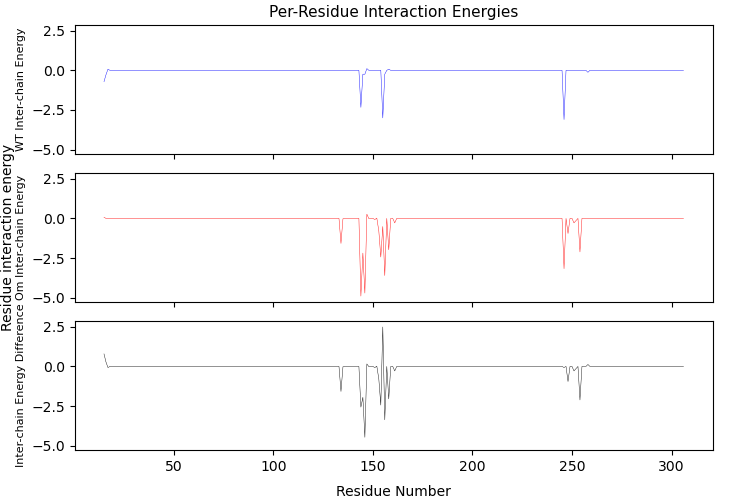 Per-Residue Interaction Energies
WT Inter-chain Energy
2.5
0.0
−2.5
−5.0
Residue interaction energy
Om Inter-chain Energy
2.5
0.0
−2.5
−5.0
Inter-chain Energy Difference
2.5
0.0
−2.5
−5.0
50 100 150 200 250 300
Residue Number